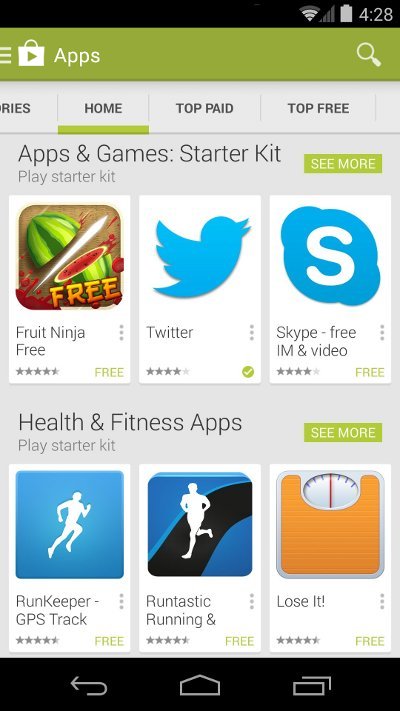 4:28
Apps
ORIES
HOME
TOP PAID
TOP FREE
Apps & Games: Starter Kit
SEE MORE
Play starter kit
FREE
S
Fruit Ninja
Free
FREE
Twitter
Skype - free
IM & video
FREE
Health & Fitness Apps
SEE MORE
Play starter kit
RunKeeper -
GPS Track
FREE
Runtastic
Running &
FREE
Lose It!
FREE